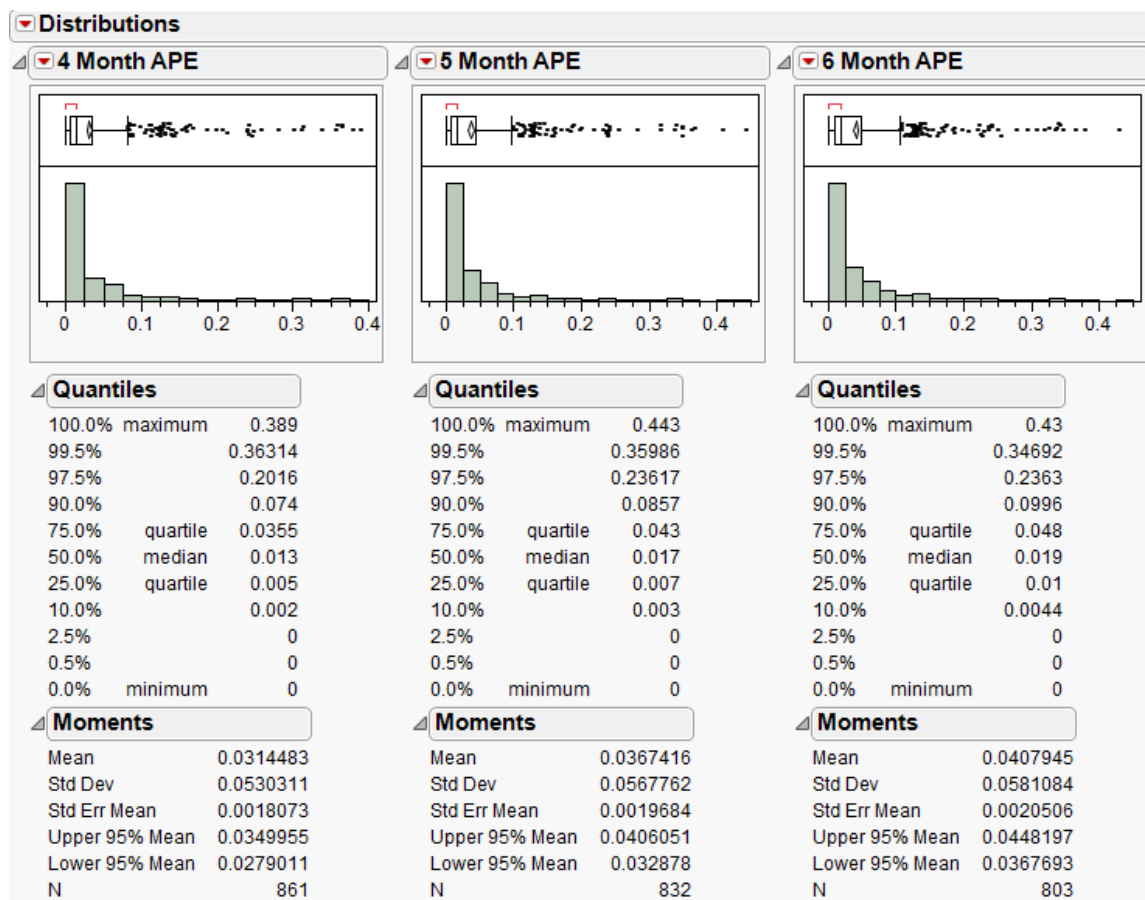 Distributions
4 Month APE
0 0.1 0.2 0.3 0.4
Quantiles
100.0% maximum 0.389
99.5% 0.36314
97.5% 0.2016
90.0% 0.074
75.0% quartile 0.0355
50.0% median 0.013
25.0% quartile 0.005
10.0% 0.002
2.5% 0
0.5% 0
0.0% minimum 0
Moments
Mean 0.0314483
Std Dev 0.0530311
Std Err Mean 0.0018073
Upper 95% Mean 0.0349955
Lower 95% Mean 0.0279011
N 861
5 Month APE
0 0.1 0.2 0.3 0.4
Quantiles
100.0% maximum 0.443
99.5% 0.35986
97.5% 0.23617
90.0% 0.0857
75.0% quartile 0.043
50.0% median 0.017
25.0% quartile 0.007
10.0% 0.003
2.5% 0
0.5% 0
0.0% minimum 0
Moments
Mean 0.0367416
Std Dev 0.0567762
Std Err Mean 0.0019684
Upper 95% Mean 0.0406051
Lower 95% Mean 0.032878
N 832
6 Month APE
0 0.1 0.2 0.3 0.4
Quantiles
100.0% maximum 0.43
99.5% 0.34692
97.5% 0.2363
90.0% 0.0996
75.0% quartile 0.048
50.0% median 0.019
25.0% quartile 0.01
10.0% 0.0044
2.5% 0
0.5% 0
0.0% minimum 0
Moments
Mean 0.0407945
Std Dev 0.0581084
Std Err Mean 0.0020506
Upper 95% Mean 0.0448197
Lower 95% Mean 0.0367693
N 803